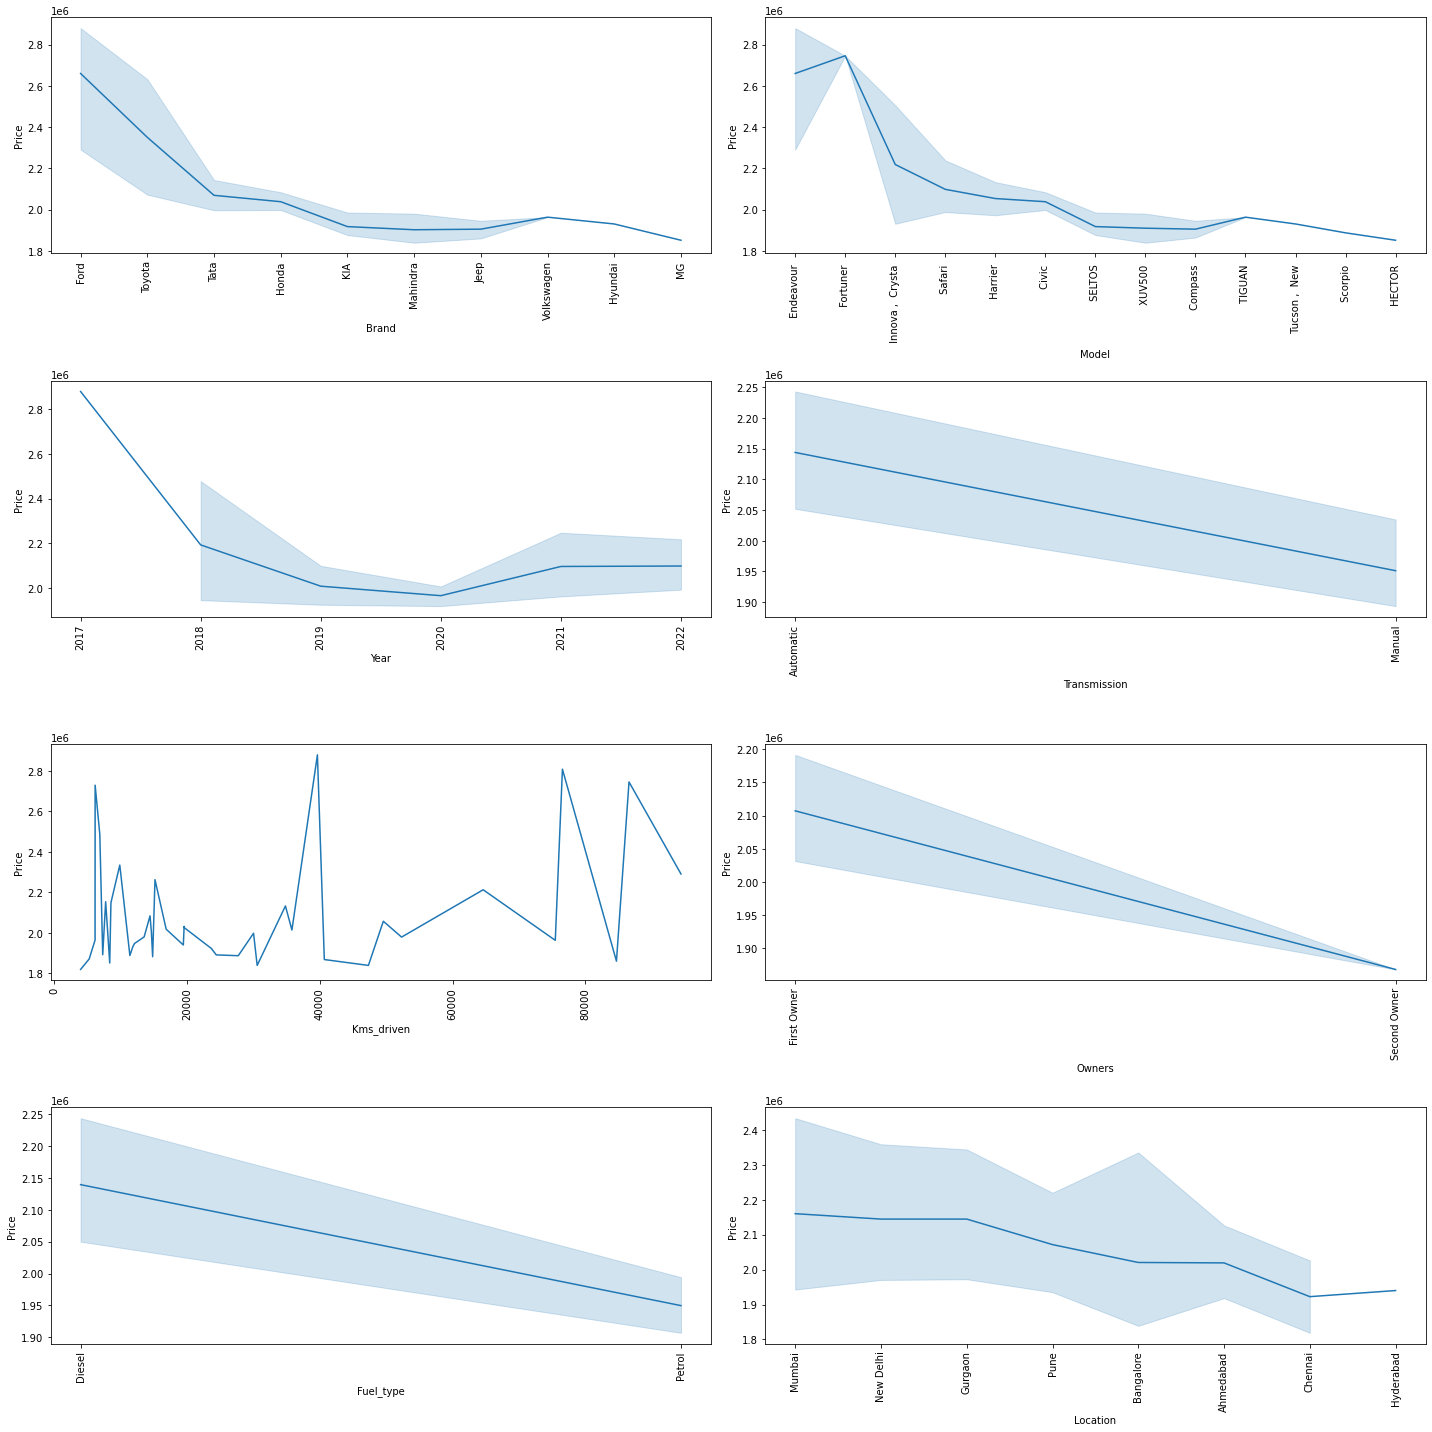 1e6
2.8
2.6
2.4
2.2
2.0
1.8
Price
Ford
Toyota
Tata
Honda
KIA
Mahindra
Jeep
Volkswagen
Hyundai
MG
Brand
1e6
2.8
2.6
2.4
2.2
2.0
1.8
Price
Endeavour
Fortuner
Innova ,  Crysta
Safari
Harrier
Civic
SELTOS
XUV500
Compass
TIGUAN
Tucson ,  New
Scorpio
HECTOR
Model
1e6
2.8
2.6
2.4
2.2
2.0
Price
2017
2018
2019
2020
2021
2022
Year
1e6
2.25
2.20
2.15
2.10
2.05
2.00
1.95
1.90
Price
Automatic
Manual
Transmission
1e6
2.8
2.6
2.4
2.2
2.0
1.8
Price
0
20000
40000
60000
80000
Kms_driven
1e6
2.20
2.15
2.10
2.05
2.00
1.95
1.90
Price
First Owner
Second Owner
Owners
1e6
2.25
2.20
2.15
2.10
2.05
2.00
1.95
1.90
Price
Diesel
Petrol
Fuel_type
1e6
2.4
2.3
2.2
2.1
2.0
1.9
1.8
Price
Mumbai
New Delhi
Gurgaon
Pune
Bangalore
Ahmedabad
Chennai
Hyderabad
Location